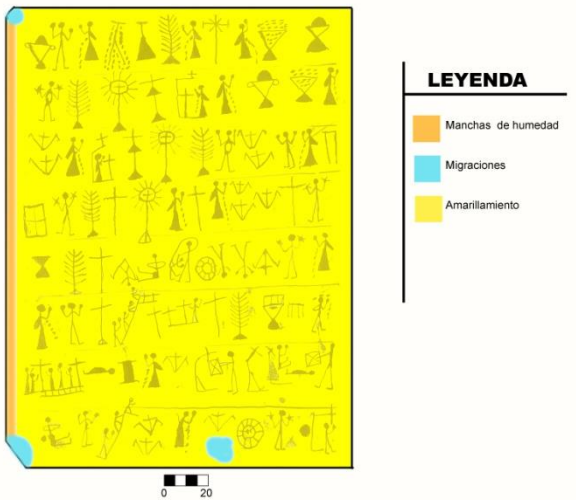 LEYENDA
Manchas de humedad
Migraciones
Amarillamiento
0 20